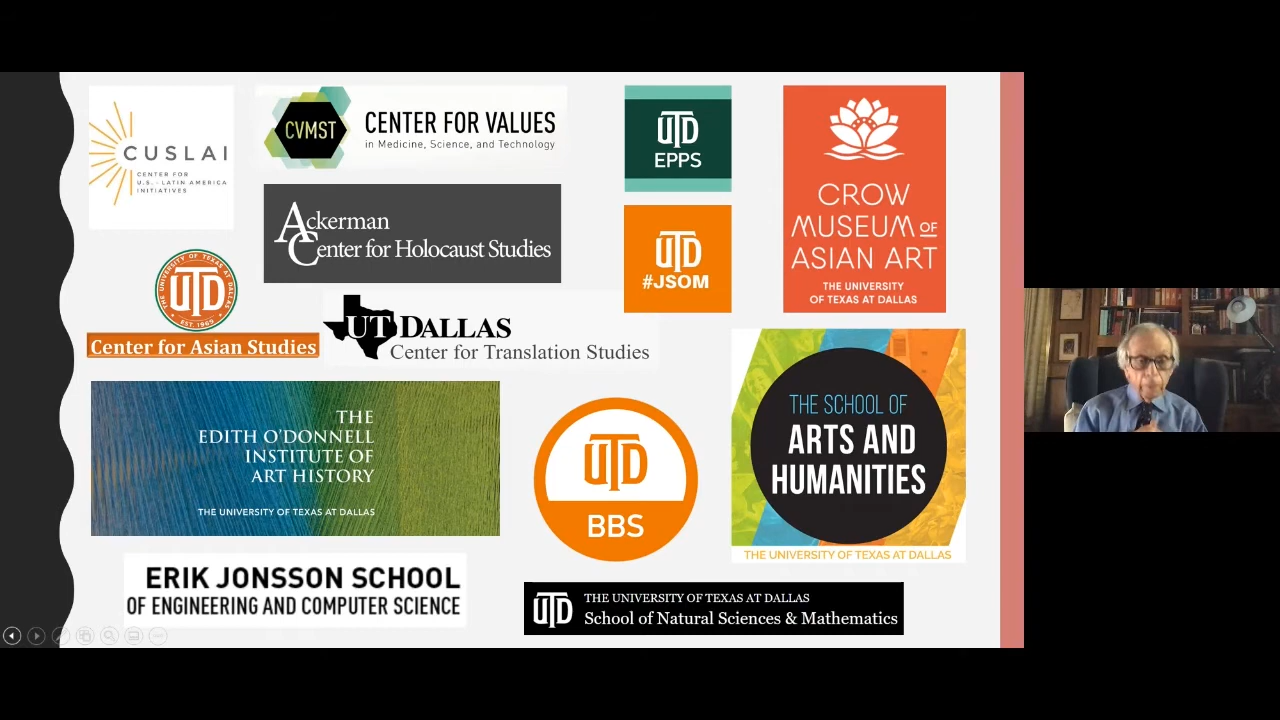 CUSLAI
CENTER FOR
U.S. - LATIN AMERICA
INITIATIVES
CVMST
CENTER FOR VALUES
in Medicine, Science, and Technology
Ackerman
Center for Holocaust Studies
UTD
EPPS
UTD
#JSOM
CROW
MUSEUM OF
ASIAN ART
THE UNIVERSITY
OF TEXAS AT DALLAS
THE UNIVERSITY OF TEXAS AT DALLAS
UTD
EST. 1969
Center for Asian Studies
UT DALLAS
Center for Translation Studies
THE
EDITH O'DONNELL
INSTITUTE OF
ART HISTORY
THE UNIVERSITY OF TEXAS AT DALLAS
UTD
BBS
THE SCHOOL OF
ARTS AND
HUMANITIES
THE UNIVERSITY OF TEXAS AT DALLAS
ERIK JONSSON SCHOOL
OF ENGINEERING AND COMPUTER SCIENCE
UTD
THE UNIVERSITY OF TEXAS AT DALLAS
School of Natural Sciences & Mathematics